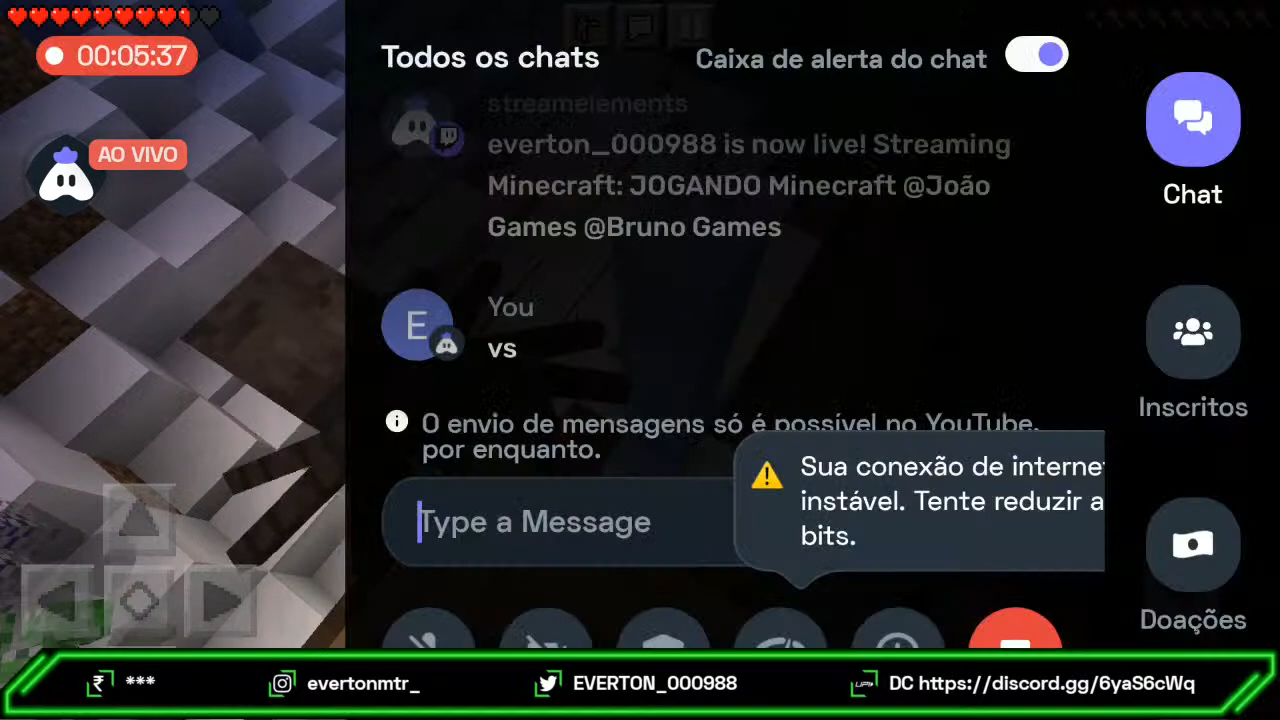 00:05:37
AO VIVO
Todos os chats
Caixa de alerta do chat
streamelements
everton_000988 is now live! Streaming
Minecraft: JOGANDO Minecraft @João
Games @Bruno Games
E
You
vs
O envio de mensagens só é possível no YouTube,
por enquanto.
Type a Message
Sua conexão de internet
instável. Tente reduzir a
bits.
Chat
Inscritos
Doações
₹ ***
evertonmtr_
EVERTON_000988
UPI DC https://discord.gg/6yaS6cWq